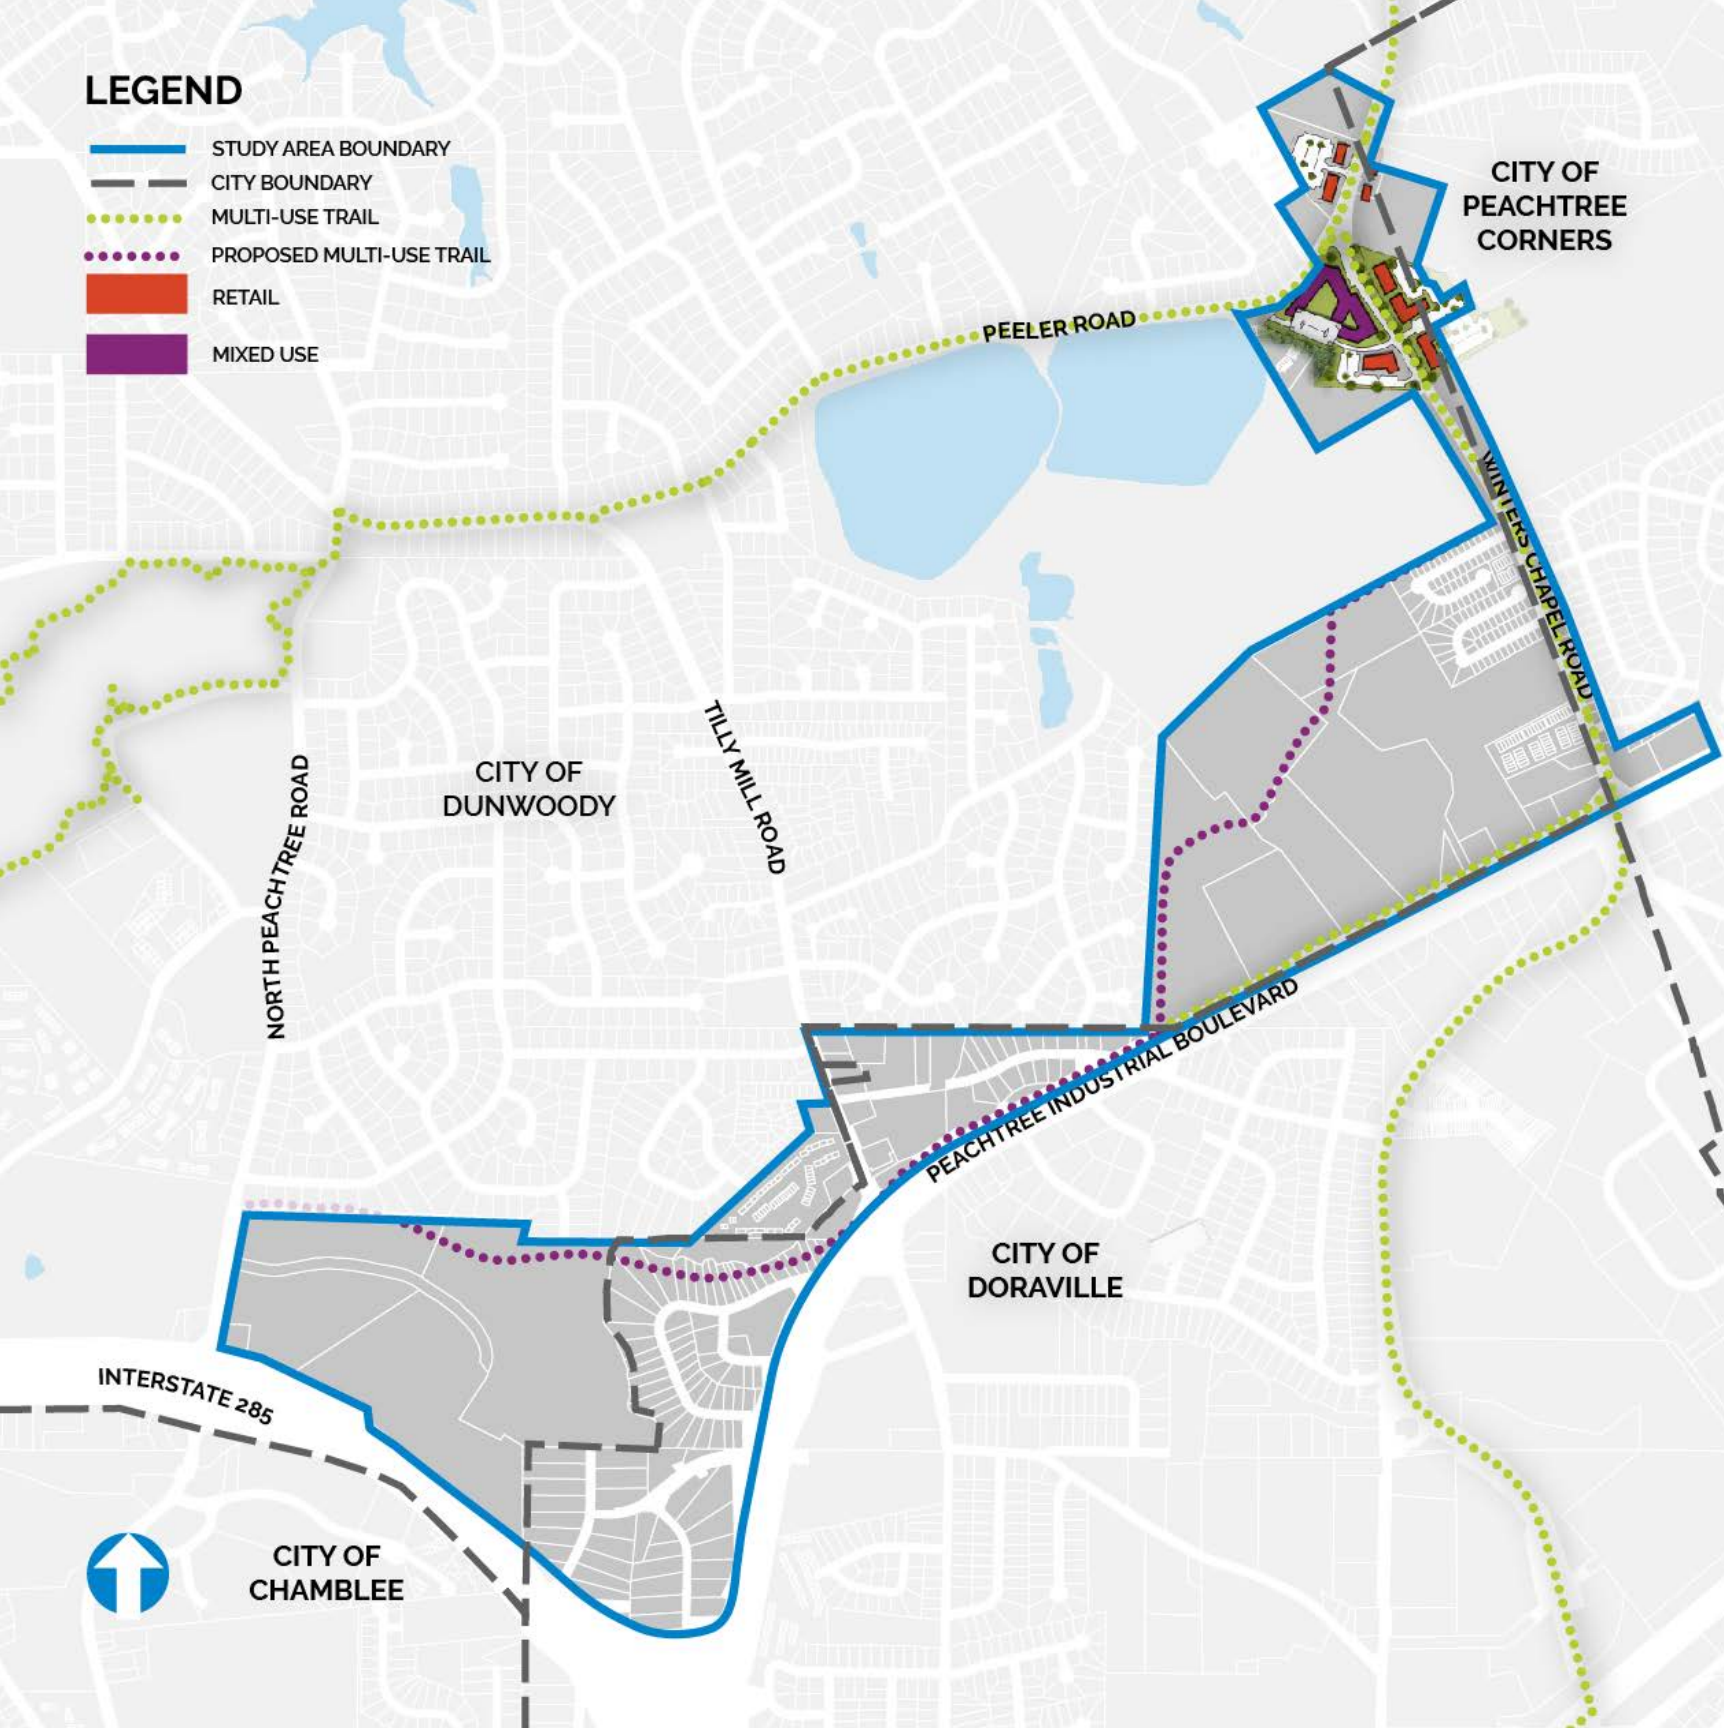 LEGEND
STUDY AREA BOUNDARY
CITY BOUNDARY
MULTI-USE TRAIL
PROPOSED MULTI-USE TRAIL
RETAIL
MIXED USE
CITY OF
PEACHTREE
CORNERS
PEELER ROAD
WINTERS CHAPEL ROAD
TILLY MILL ROAD
CITY OF
DUNWOODY
NORTH PEACHTREE ROAD
PEACHTREE INDUSTRIAL BOULEVARD
CITY OF
DORAVILLE
INTERSTATE 285
CITY OF
CHAMBLEE